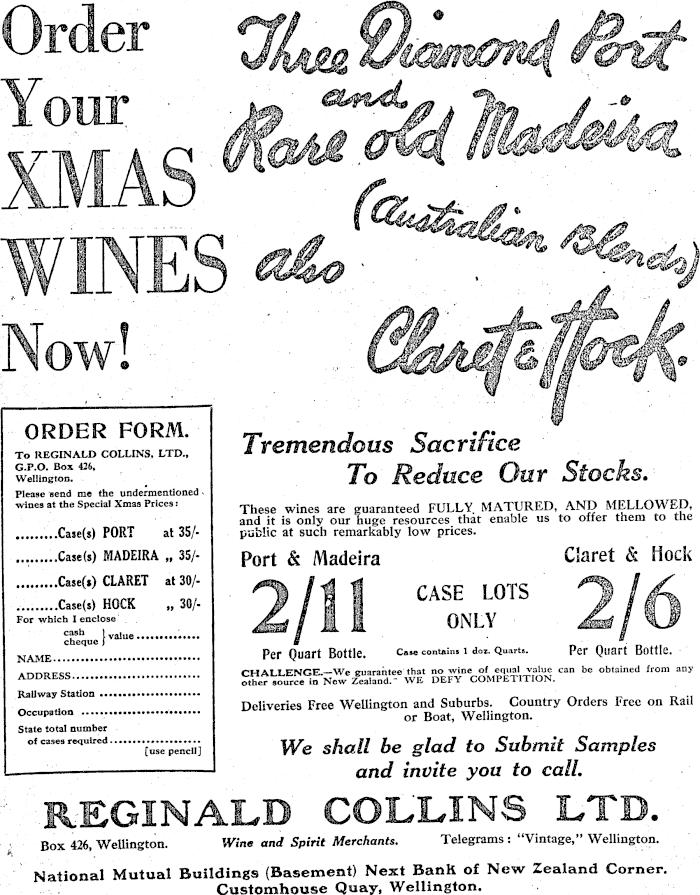 Order
Your
XMAS
WINES
Now!
Three Diamond Port
and
Rare old Madeira
(Australian Blends)
also
Claret & Hock.
ORDER FORM.
To REGINALD COLLINS, LTD.,
G.P.O. Box 426,
Wellington.
Please send me the undermentioned
wines at the Special Xmas Prices:
.........Case(s) PORT at 35/-
.........Case(s) MADEIRA „ 35/-
.........Case(s) CLARET at 30/-
.........Case(s) HOCK „ 30/-
For which I enclose
cash
cheque } value ..............
NAME.................................
ADDRESS.............................
Railway Station ......................
Occupation ..........................
State total number
of cases required....................
[use pencil]
Tremendous Sacrifice
To Reduce Our Stocks.
These wines are guaranteed FULLY MATURED, AND MELLOWED,
and it is only our huge resources that enable us to offer them to the
public at such remarkably low prices.
Port & Madeira
2/11
Per Quart Bottle.
CASE LOTS
ONLY
Case contains 1 doz. Quarts.
Claret & Hock
2/6
Per Quart Bottle.
CHALLENGE.—We guarantee that no wine of equal value can be obtained from any
other source in New Zealand. WE DEFY COMPETITION.
Deliveries Free Wellington and Suburbs. Country Orders Free on Rail
or Boat, Wellington.
We shall be glad to Submit Samples
and invite you to call.
REGINALD COLLINS LTD.
Box 426, Wellington. Wine and Spirit Merchants. Telegrams: "Vintage," Wellington.
National Mutual Buildings (Basement) Next Bank of New Zealand Corner.
Customhouse Quay, Wellington.